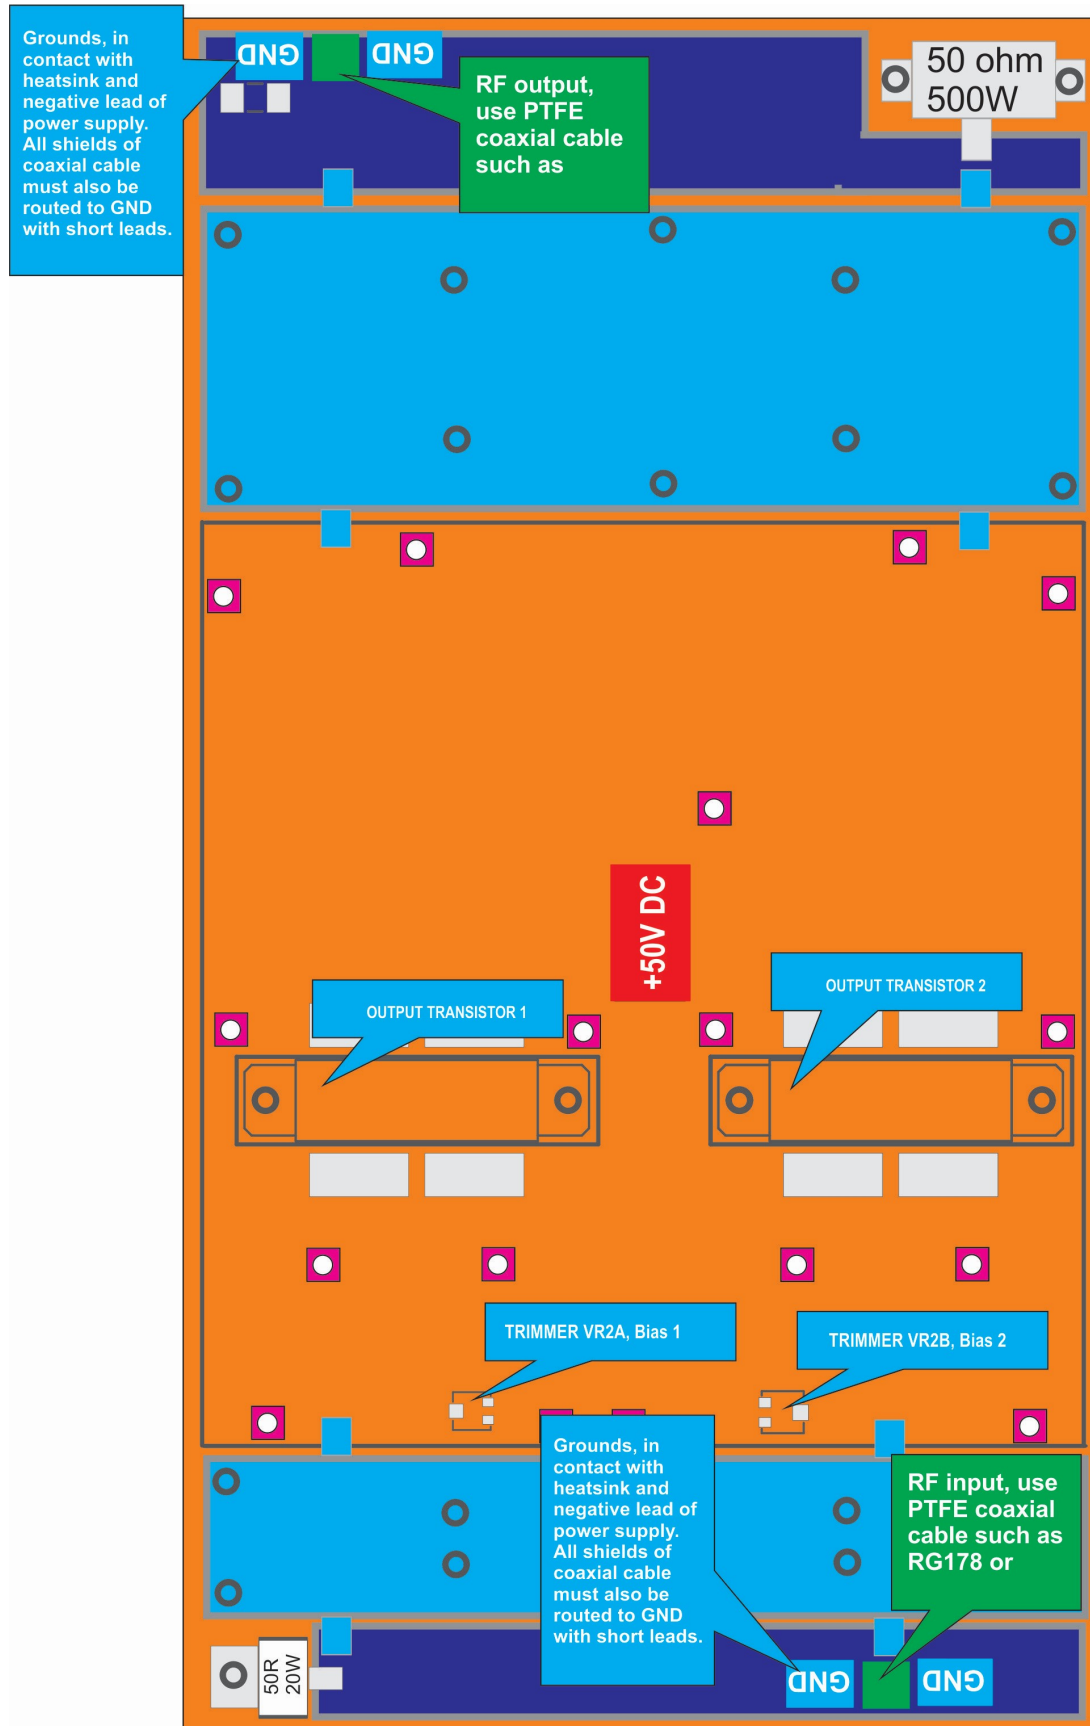 Grounds, in
contact with
heatsink and
negative lead of
power supply.
All shields of
coaxial cable
must also be
routed to GND
with short leads.
GND
GND
RF output,
use PTFE
coaxial cable
such as
50 ohm
500W
+50V DC
OUTPUT TRANSISTOR 1
OUTPUT TRANSISTOR 2
TRIMMER VR2A, Bias 1
TRIMMER VR2B, Bias 2
Grounds, in
contact with
heatsink and
negative lead of
power supply.
All shields of
coaxial cable
must also be
routed to GND
with short leads.
RF input, use
PTFE coaxial
cable such as
RG178 or
50R
20W
GND
GND